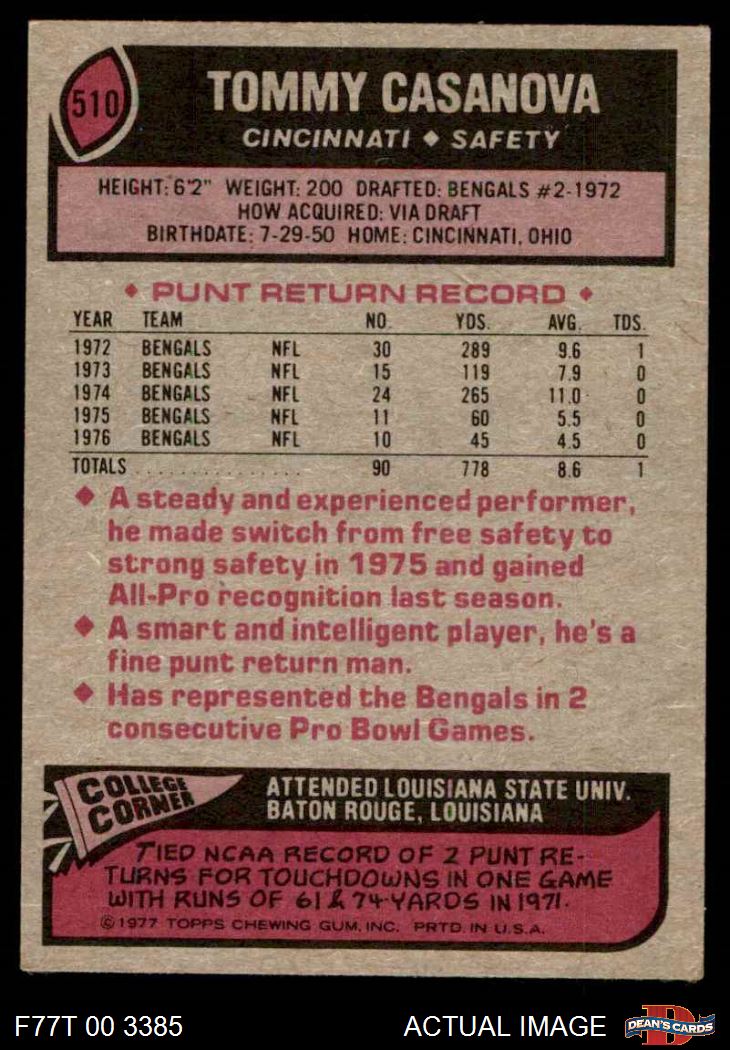 510
TOMMY CASANOVA
CINCINNATI ◆ SAFETY
HEIGHT: 6'2" WEIGHT: 200 DRAFTED: BENGALS #2-1972
HOW ACQUIRED: VIA DRAFT
BIRTHDATE: 7-29-50 HOME: CINCINNATI, OHIO
◆ PUNT RETURN RECORD ◆
YEAR TEAM NO. YDS. AVG. TDS.
1972 BENGALS NFL 30 289 9.6 1
1973 BENGALS NFL 15 119 7.9 0
1974 BENGALS NFL 24 265 11.0 0
1975 BENGALS NFL 11 60 5.5 0
1976 BENGALS NFL 10 45 4.5 0
TOTALS . . . . . . . . . . . . . . . 90 778 8.6 1
◆ A steady and experienced performer,
he made switch from free safety to
strong safety in 1975 and gained
All-Pro recognition last season.
◆ A smart and intelligent player, he's a
fine punt return man.
◆ Has represented the Bengals in 2
consecutive Pro Bowl Games.
COLLEGE
CORNER
ATTENDED LOUISIANA STATE UNIV.
BATON ROUGE, LOUISIANA
TIED NCAA RECORD OF 2 PUNT RE-
TURNS FOR TOUCHDOWNS IN ONE GAME
WITH RUNS OF 61 & 74-YARDS IN 1971.
© 1977 TOPPS CHEWING GUM, INC. PRTD. IN U.S.A.
F77T 00 3385 ACTUAL IMAGE
D
DEAN'S CARDS